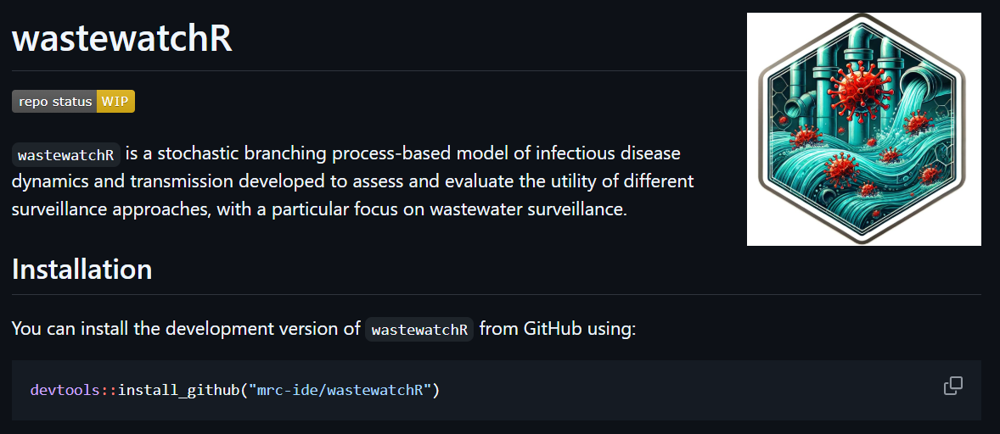 wastewatchR
repo status WIP
wastewatchR is a stochastic branching process-based model of infectious disease
dynamics and transmission developed to assess and evaluate the utility of different
surveillance approaches, with a particular focus on wastewater surveillance.
Installation
You can install the development version of wastewatchR from GitHub using:
devtools::install_github("mrc-ide/wastewatchR")